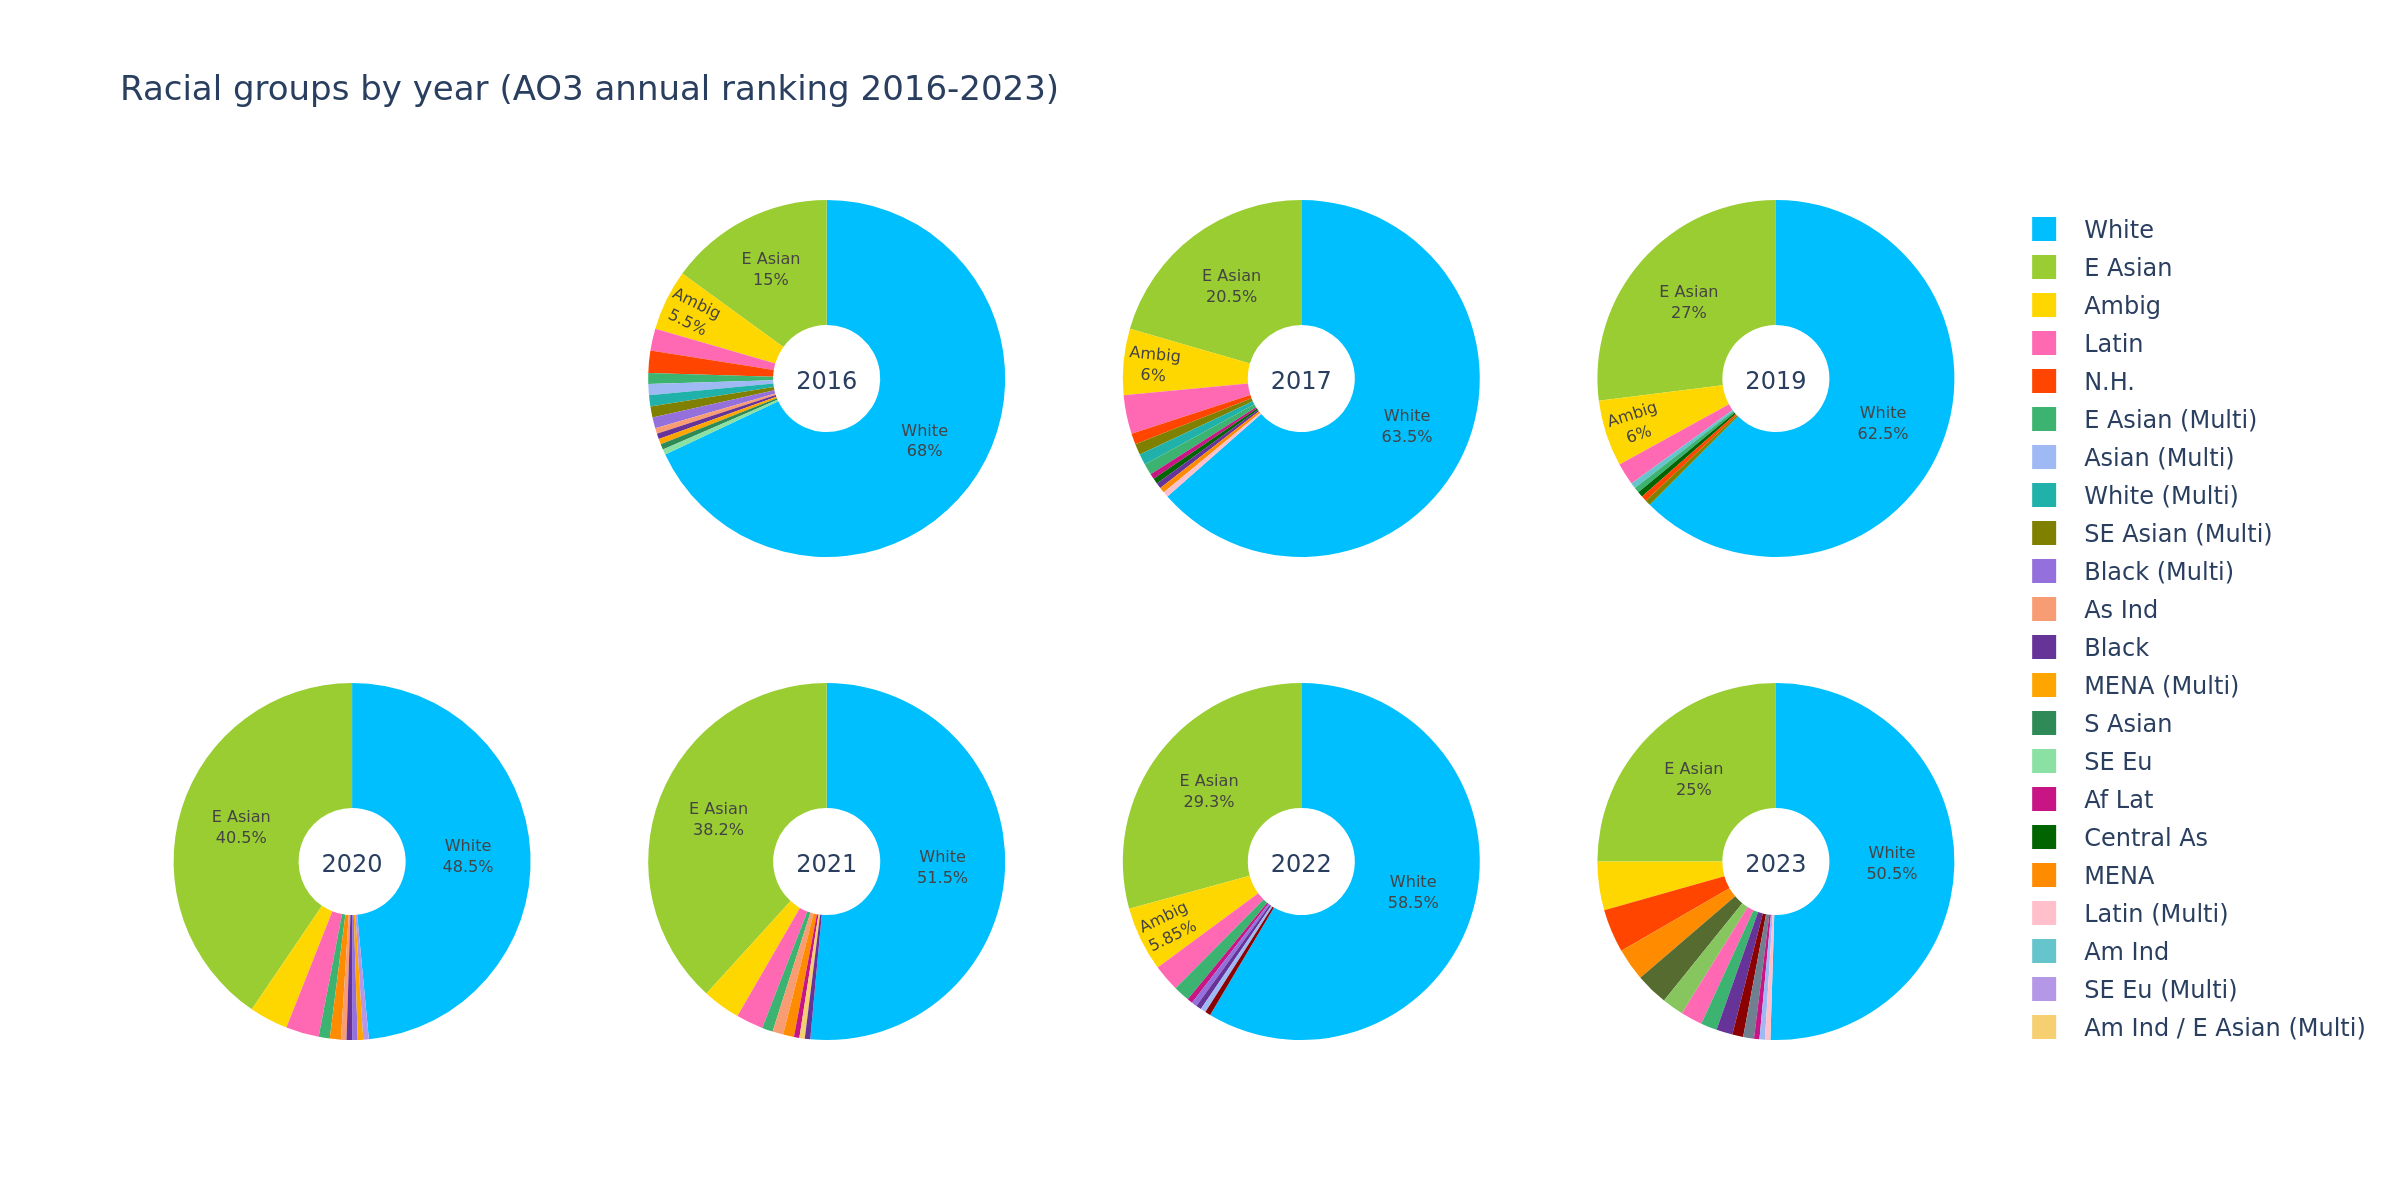 Racial groups by year (AO3 annual ranking 2016-2023)
E Asian
15%
Ambig
5.5%
2016
White
68%
E Asian
20.5%
Ambig
6%
2017
White
63.5%
E Asian
27%
Ambig
6%
2019
White
62.5%
E Asian
40.5%
2020
White
48.5%
E Asian
38.2%
2021
White
51.5%
E Asian
29.3%
Ambig
5.85%
2022
White
58.5%
E Asian
25%
2023
White
50.5%
White
E Asian
Ambig
Latin
N.H.
E Asian (Multi)
Asian (Multi)
White (Multi)
SE Asian (Multi)
Black (Multi)
As Ind
Black
MENA (Multi)
S Asian
SE Eu
Af Lat
Central As
MENA
Latin (Multi)
Am Ind
SE Eu (Multi)
Am Ind / E Asian (Multi)